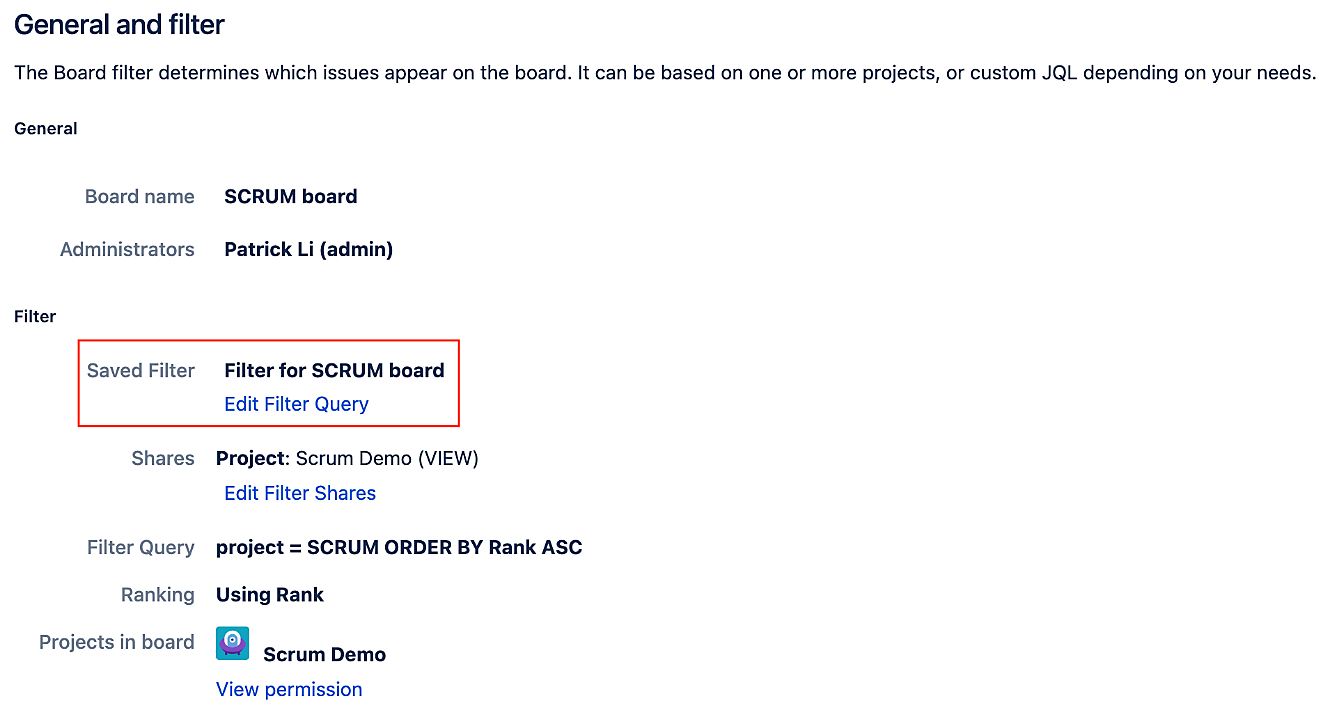 General and filter
The Board filter determines which issues appear on the board. It can be based on one or more projects, or custom JQL depending on your needs.
General
Board name SCRUM board
Administrators Patrick Li (admin)
Filter
Saved Filter Filter for SCRUM board
Edit Filter Query
Shares Project: Scrum Demo (VIEW)
Edit Filter Shares
Filter Query project = SCRUM ORDER BY Rank ASC
Ranking Using Rank
Projects in board Scrum Demo
View permission